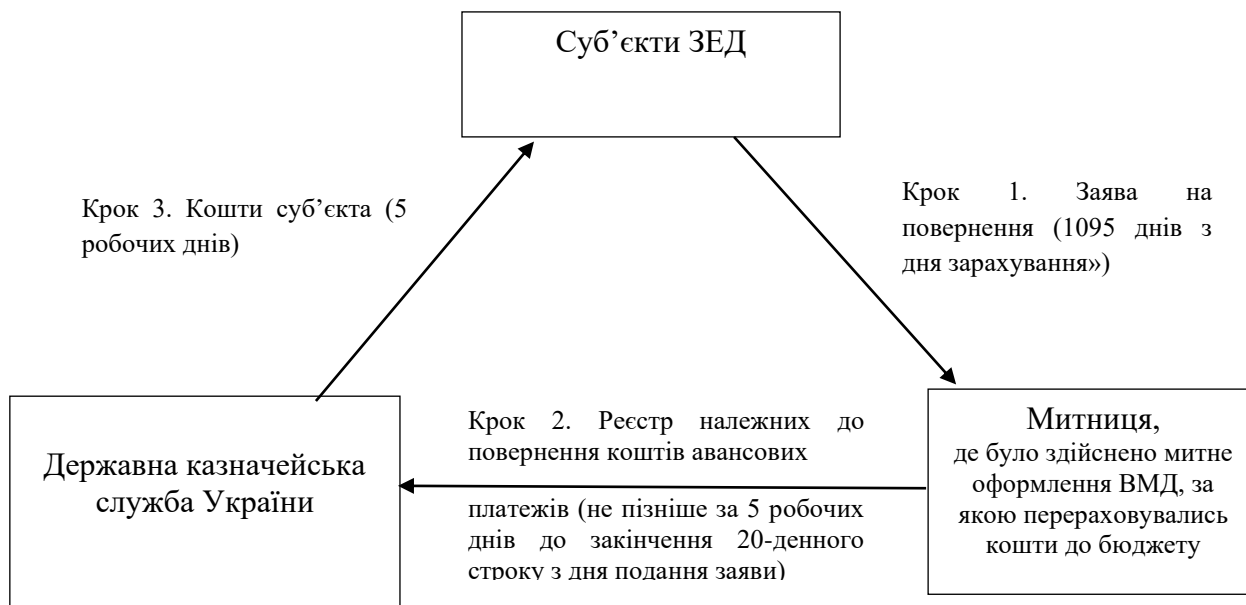 Суб’єкти ЗЕД
Крок 1. Заява на
повернення (1095 днів з
дня зарахування»)
Крок 3. Кошти суб’єкта (5
робочих днів)
Крок 2. Реєстр належних до
повернення коштів авансових
платежів (не пізніше за 5 робочих
днів до закінчення 20-денного
строку з дня подання заяви)
Державна казначейська
служба України
Митниця,
де було здійснено митне
оформлення ВМД, за
якою перераховувались
кошти до бюджету